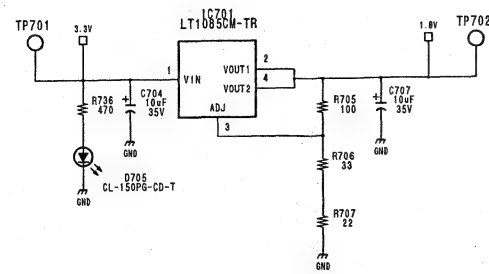 IC701
LT1085CM-TR
TP701
3.3V
1.8V
TP702
1
VIN
VOUT1
VOUT2
2
4
ADJ
3
R736
470
C704
10uF
35V
GND
D705
CL-150PG-CD-T
GND
R705
100
C707
10uF
35V
GND
R706
33
R707
22
GND